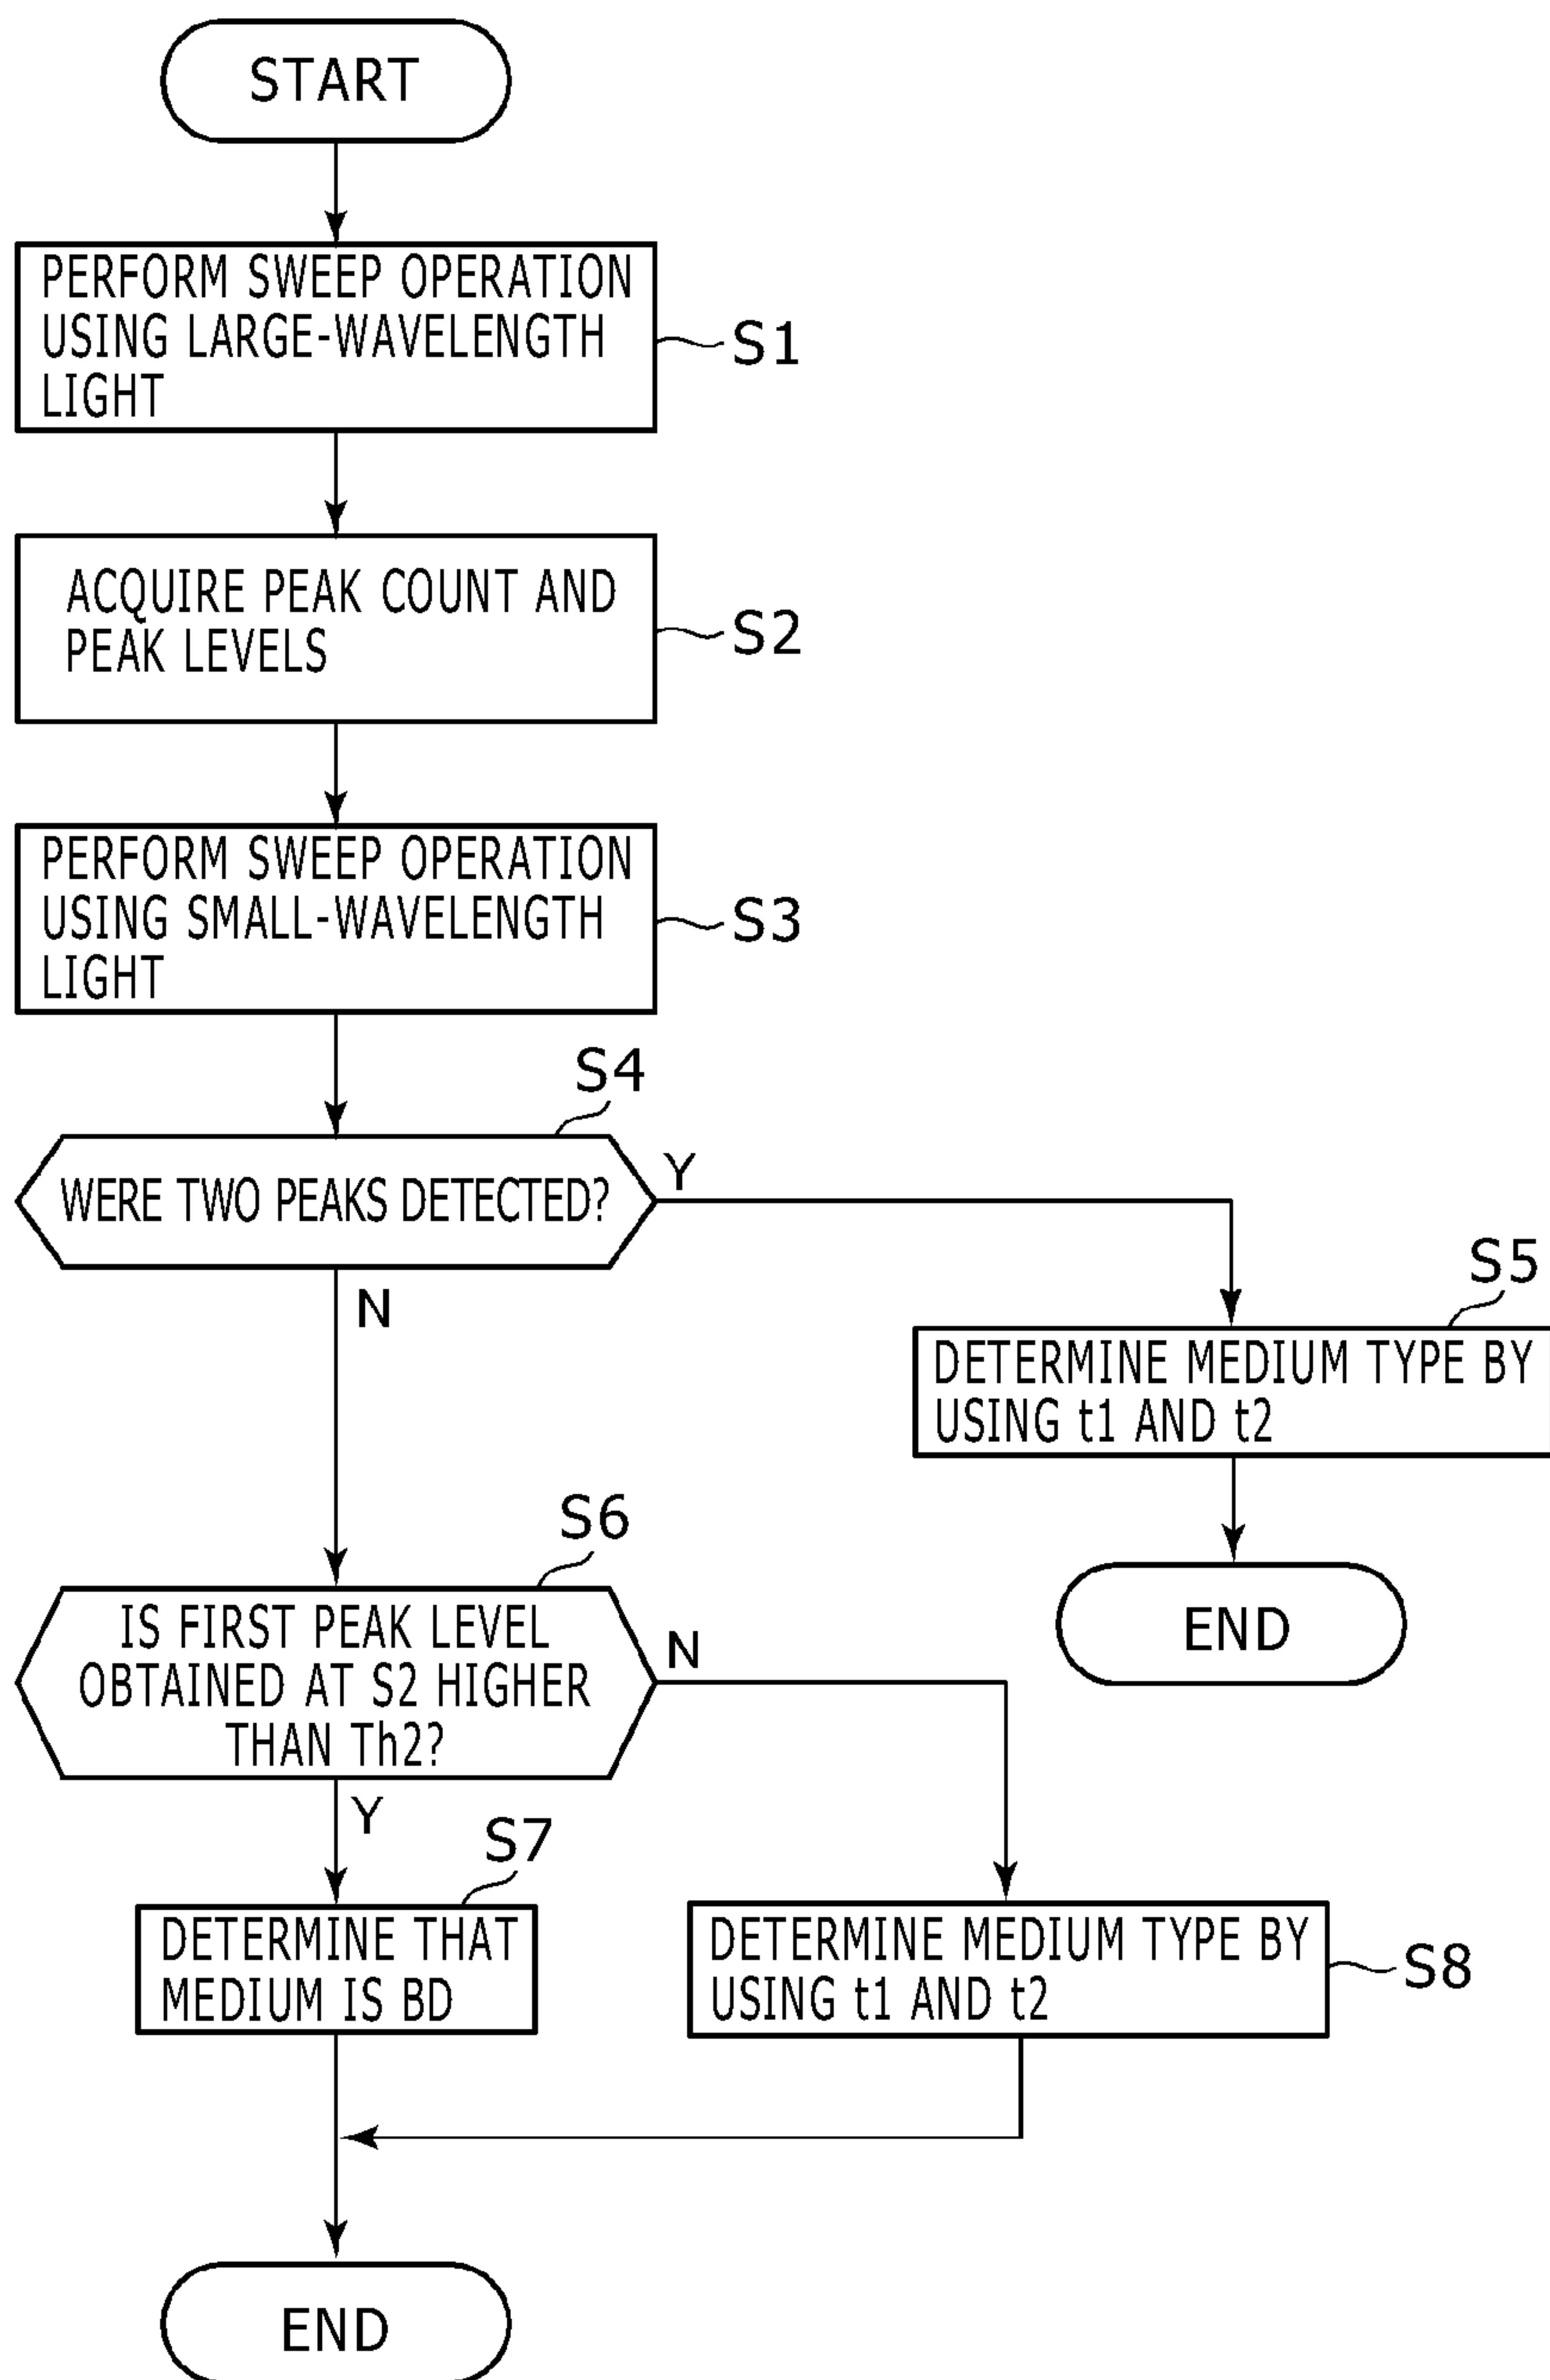 START
PERFORM SWEEP OPERATION
USING LARGE-WAVELENGTH
LIGHT
S1
ACQUIRE PEAK COUNT AND
PEAK LEVELS
S2
PERFORM SWEEP OPERATION
USING SMALL-WAVELENGTH
LIGHT
S3
S4
WERE TWO PEAKS DETECTED?
Y
N
S5
DETERMINE MEDIUM TYPE BY
USING t1 AND t2
END
S6
IS FIRST PEAK LEVEL
OBTAINED AT S2 HIGHER
THAN Th2?
N
Y
S7
DETERMINE THAT
MEDIUM IS BD
DETERMINE MEDIUM TYPE BY
USING t1 AND t2
S8
END